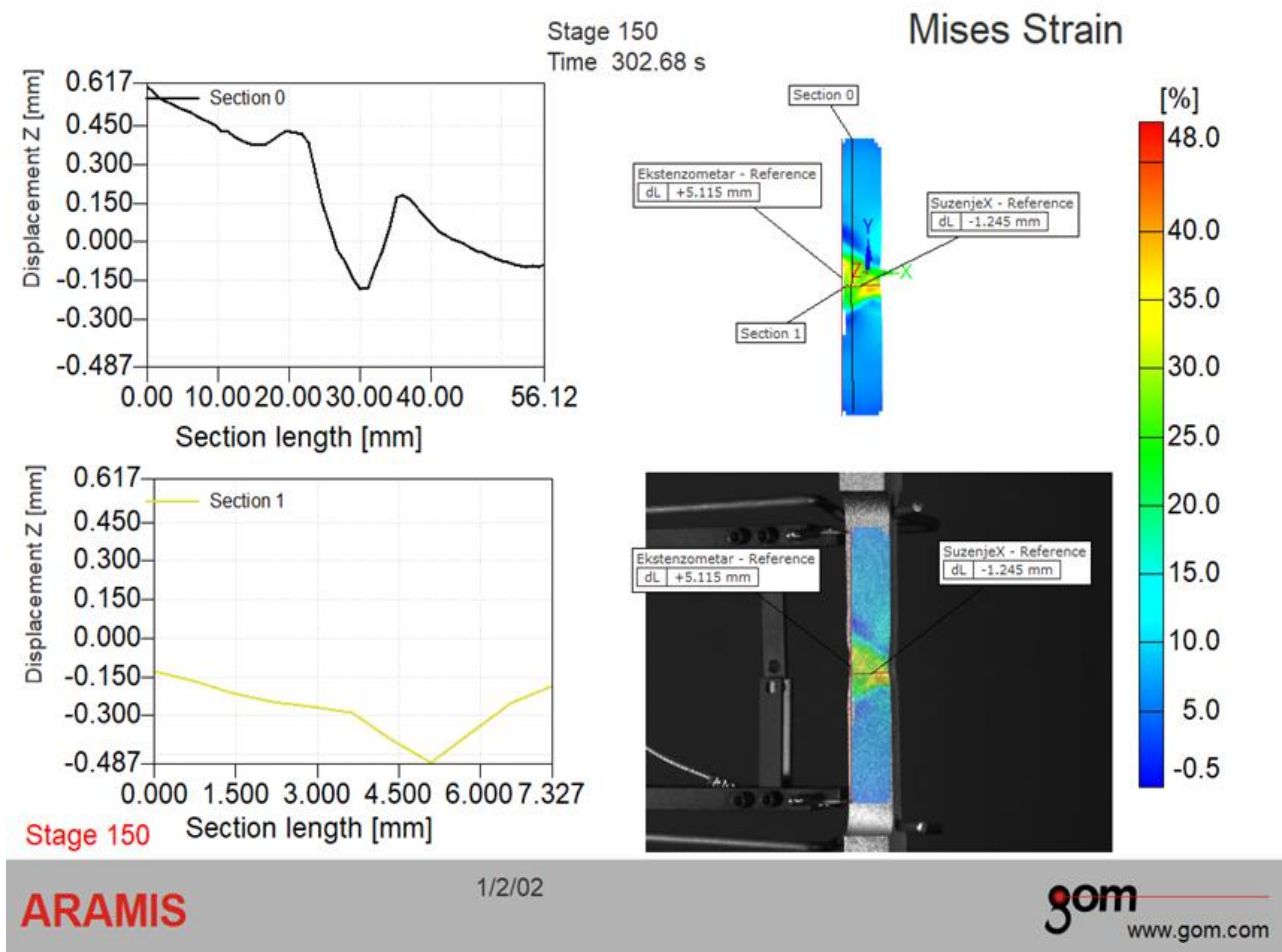 Stage 150
Time 302.68 s
Mises Strain
Displacement Z [mm]
0.617
0.450
0.300
0.150
0.000
-0.150
-0.300
-0.487
Section 0
0.00 10.00 20.00 30.00 40.00 56.12
Section length [mm]
Section 0
Ekstenzometar - Reference
dL +5.115 mm
SuzenjeX - Reference
dL -1.245 mm
Y
Z
X
Section 1
[%]
48.0
40.0
35.0
30.0
25.0
20.0
15.0
10.0
5.0
-0.5
Displacement Z [mm]
0.617
0.450
0.300
0.150
0.000
-0.150
-0.300
-0.487
Section 1
0.000 1.500 3.000 4.500 6.000 7.327
Section length [mm]
Ekstenzometar - Reference
dL +5.115 mm
SuzenjeX - Reference
dL -1.245 mm
Stage 150
ARAMIS
1/2/02
gom
www.gom.com